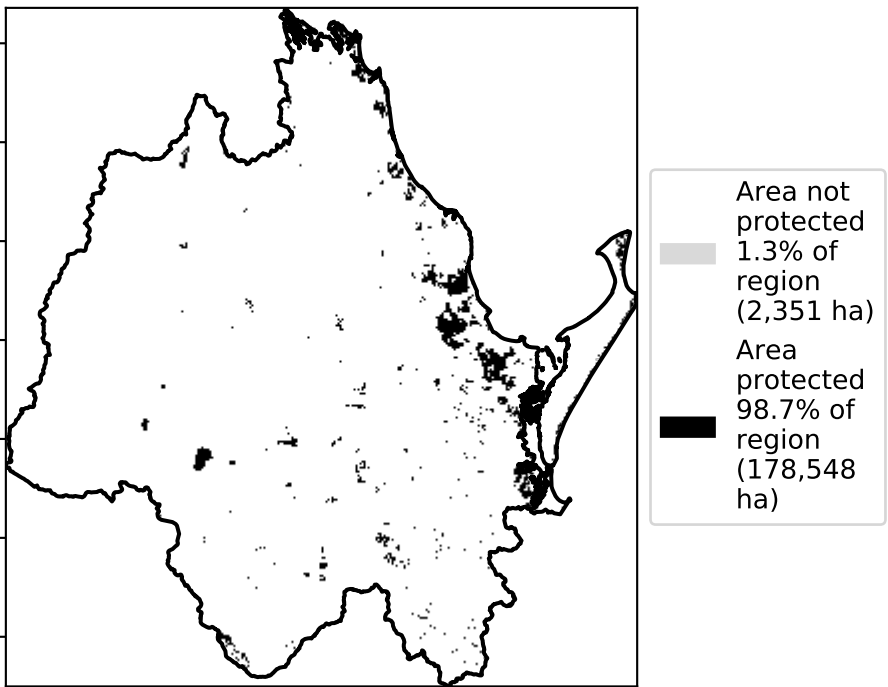 Area not
protected
1.3% of
region
(2,351 ha)
Area
protected
98.7% of
region
(178,548
ha)